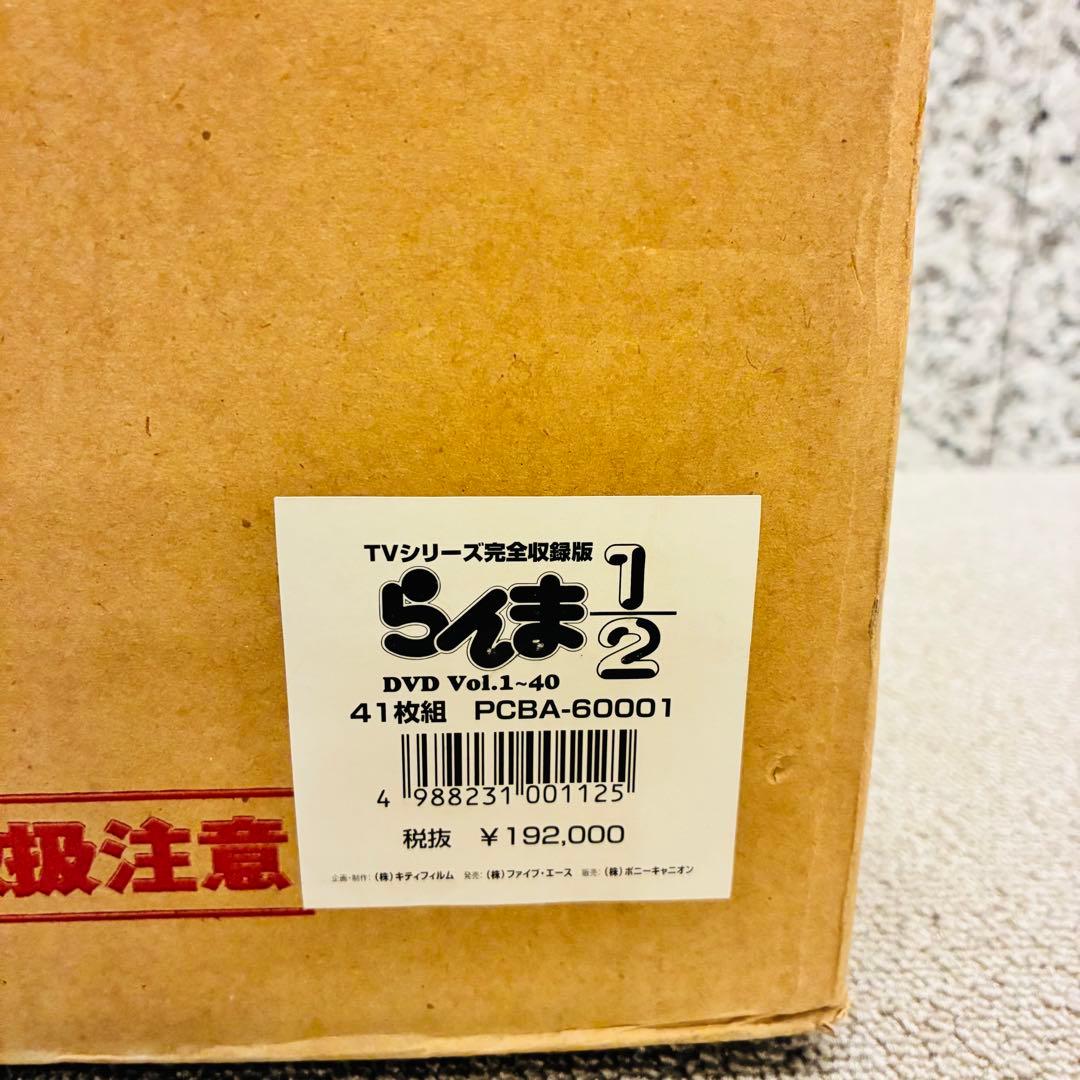 TVシリーズ完全収録版
らんま1/2
DVD Vol.1~40
41枚組 PCBA-60001
4 988231 001125
税抜 ¥192,000
企画・制作:(株)キティフィルム 発売:(株)ファイブ・エース 販売:(株)ポニーキャニオン
扱注意